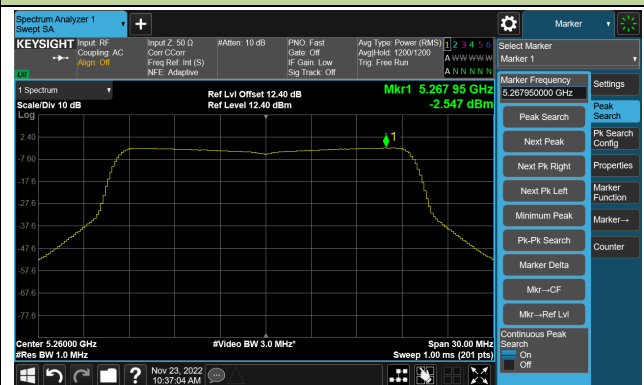 Spectrum Analyzer 1
Swept SA
+
Marker
KEYSIGHT
Input: RF
Coupling: AC
Align: Off
Input Z: 50 Ω
Corr CCorr
Freq Ref: Int (S)
NFE: Adaptive
#Atten: 10 dB
PNO: Fast
Gate: Off
IF Gain: Low
Sig Track: Off
Avg Type: Power (RMS)
Avg|Hold: 1200/1200
Trig: Free Run
1 2 3 4 5 6
A W W W W W
A N N N N N
LXI
Select Marker
Marker 1
1 Spectrum
Scale/Div 10 dB
Log
Ref Lvl Offset 12.40 dB
Ref Level 12.40 dBm
Mkr1 5.267 95 GHz
-2.547 dBm
1
2.40
-7.60
-17.6
-27.6
-37.6
-47.6
-57.6
-67.6
-77.6
Center 5.26000 GHz
#Res BW 1.0 MHz
#Video BW 3.0 MHz*
Span 30.00 MHz
Sweep 1.00 ms (201 pts)
Marker Frequency
5.267950000 GHz
Peak Search
Next Peak
Next Pk Right
Next Pk Left
Minimum Peak
Pk-Pk Search
Marker Delta
Mkr→CF
Mkr→Ref Lvl
Continuous Peak
Search
On
Off
Settings
Peak
Search
Pk Search
Config
Properties
Marker
Function
Marker→
Counter
?
Nov 23, 2022
10:37:04 AM